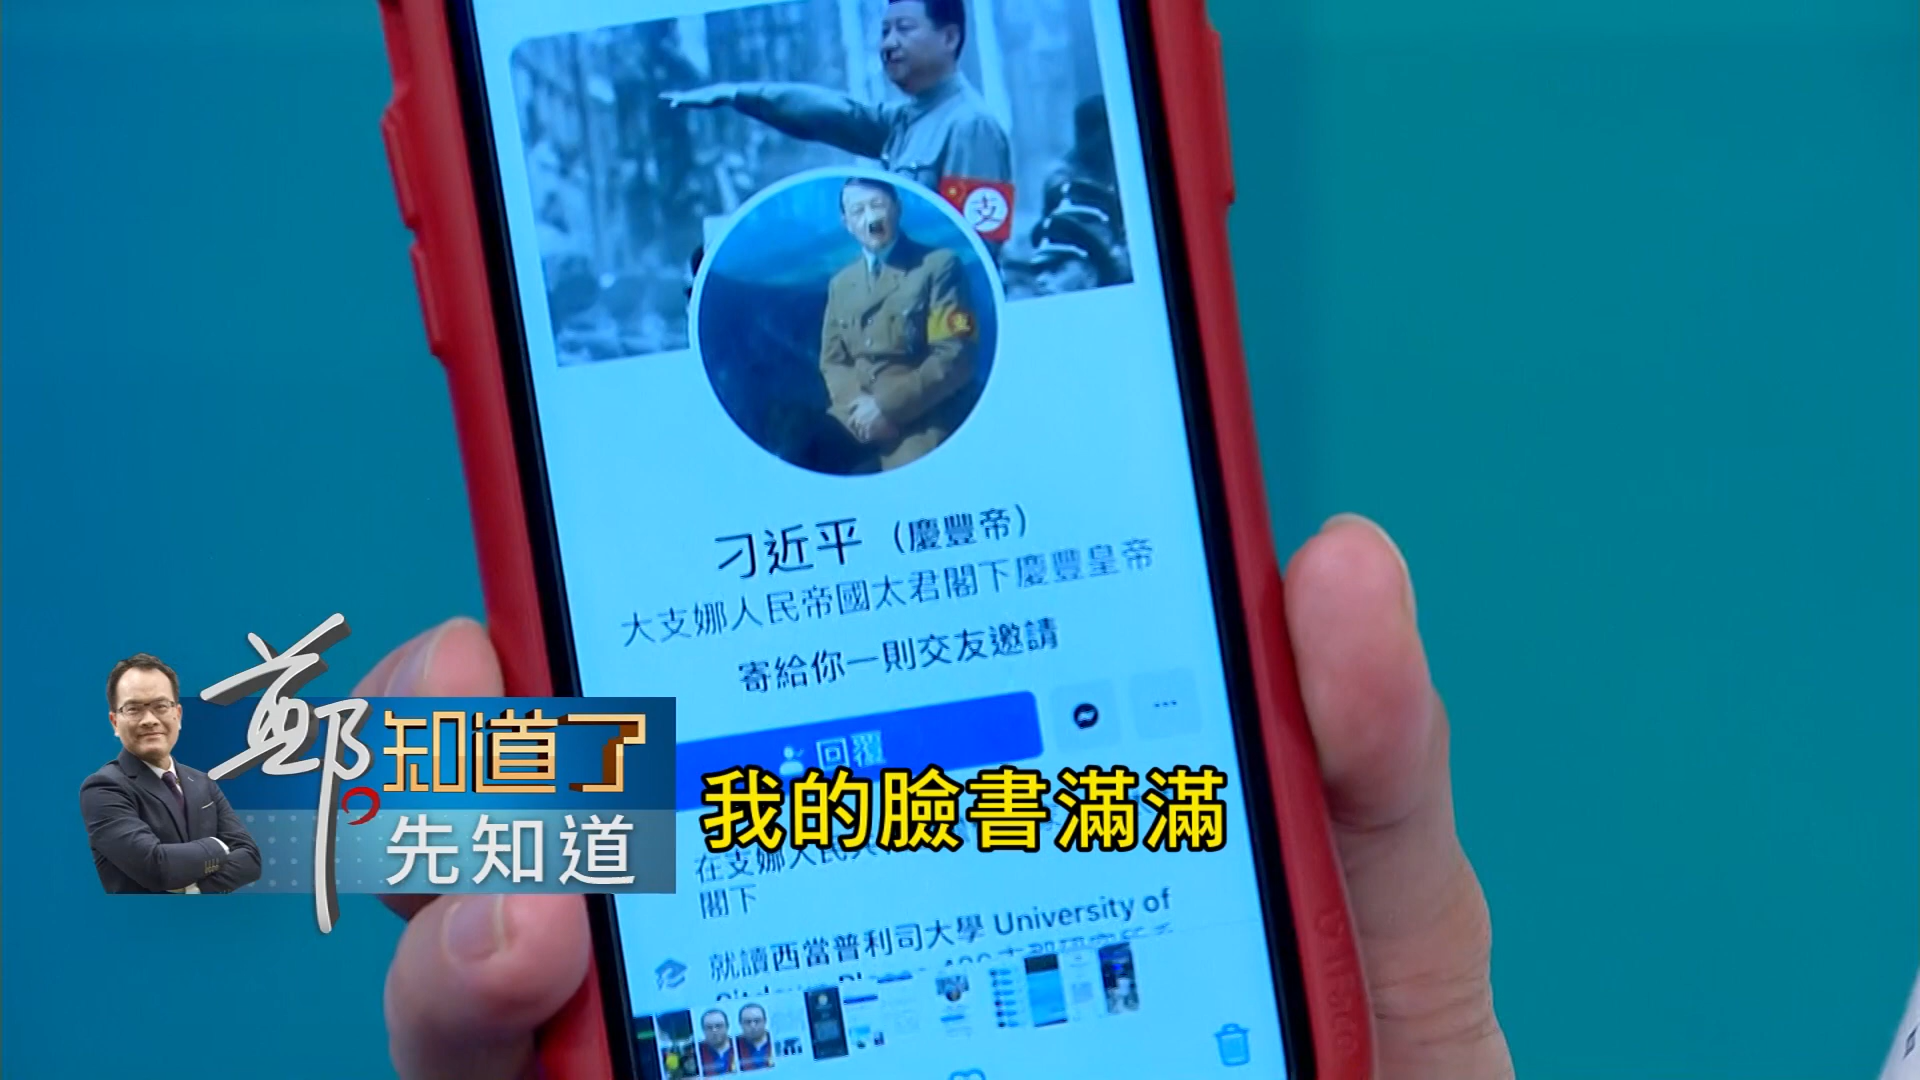 支
刁近平（慶豐帝）
大支娜人民帝國太君閣下慶豐皇帝
寄給你一則交友邀請
回覆
鄭知道了
先知道
我的臉書滿滿
在支娜人民共
閣下
就讀西當普利司大學 University of